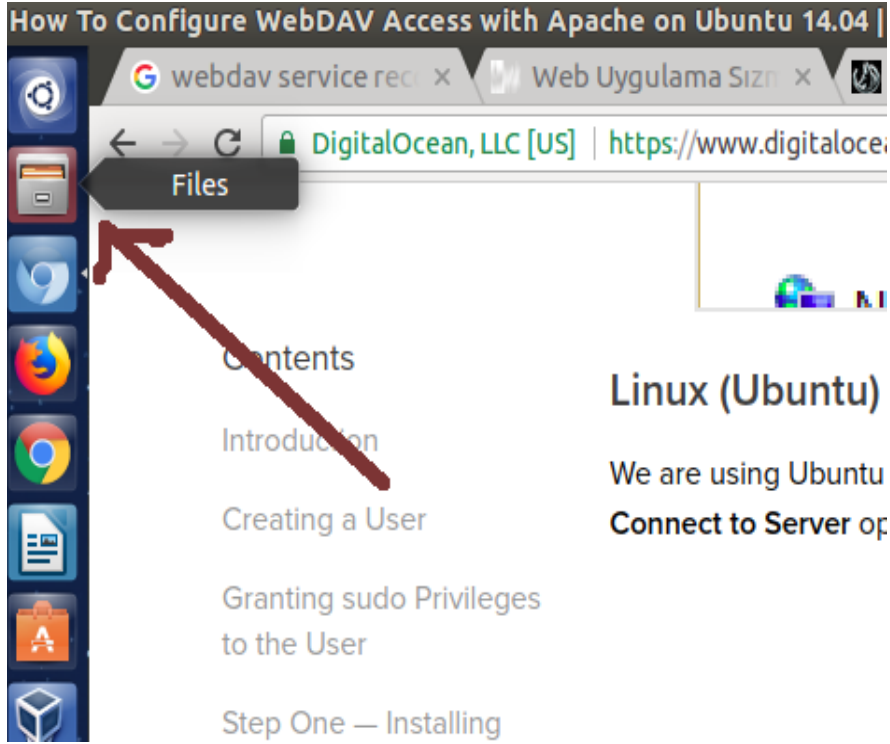 How To Configure WebDAV Access with Apache on Ubuntu 14.04 |
webdav service rec
Web Uygulama Sızn
DigitalOcean, LLC [US] | https://www.digitalocea
Files
Contents
Introduction
Creating a User
Granting sudo Privileges
to the User
Step One — Installing
Linux (Ubuntu)
We are using Ubuntu
Connect to Server op